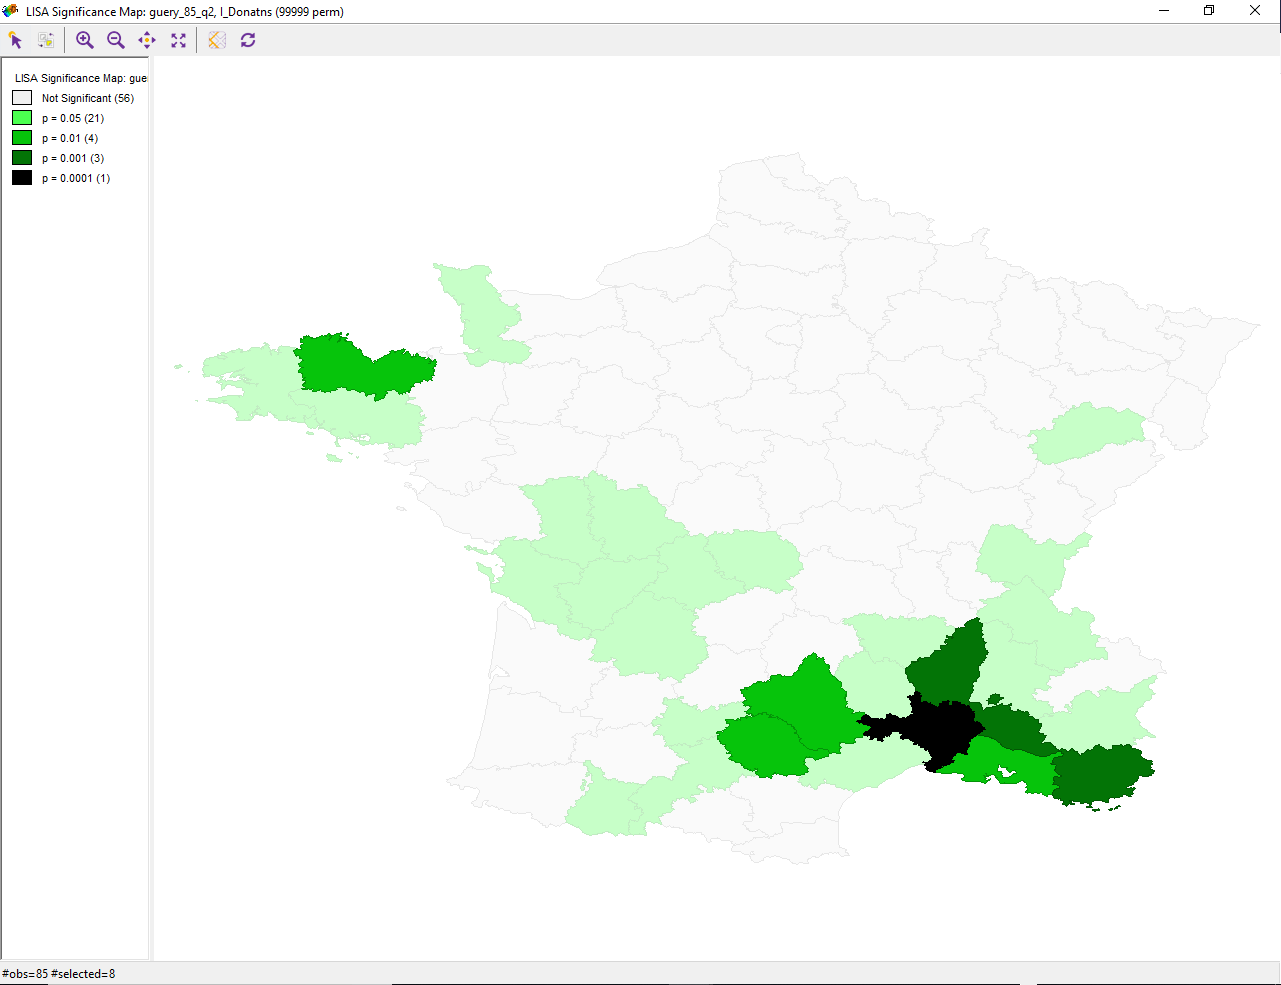 LISA Significance Map: guery_85_q2, I_Donatns (99999 perm)
LISA Significance Map: gue
Not Significant (56)
p = 0.05 (21)
p = 0.01 (4)
p = 0.001 (3)
p = 0.0001 (1)
#obs=85 #selected=8